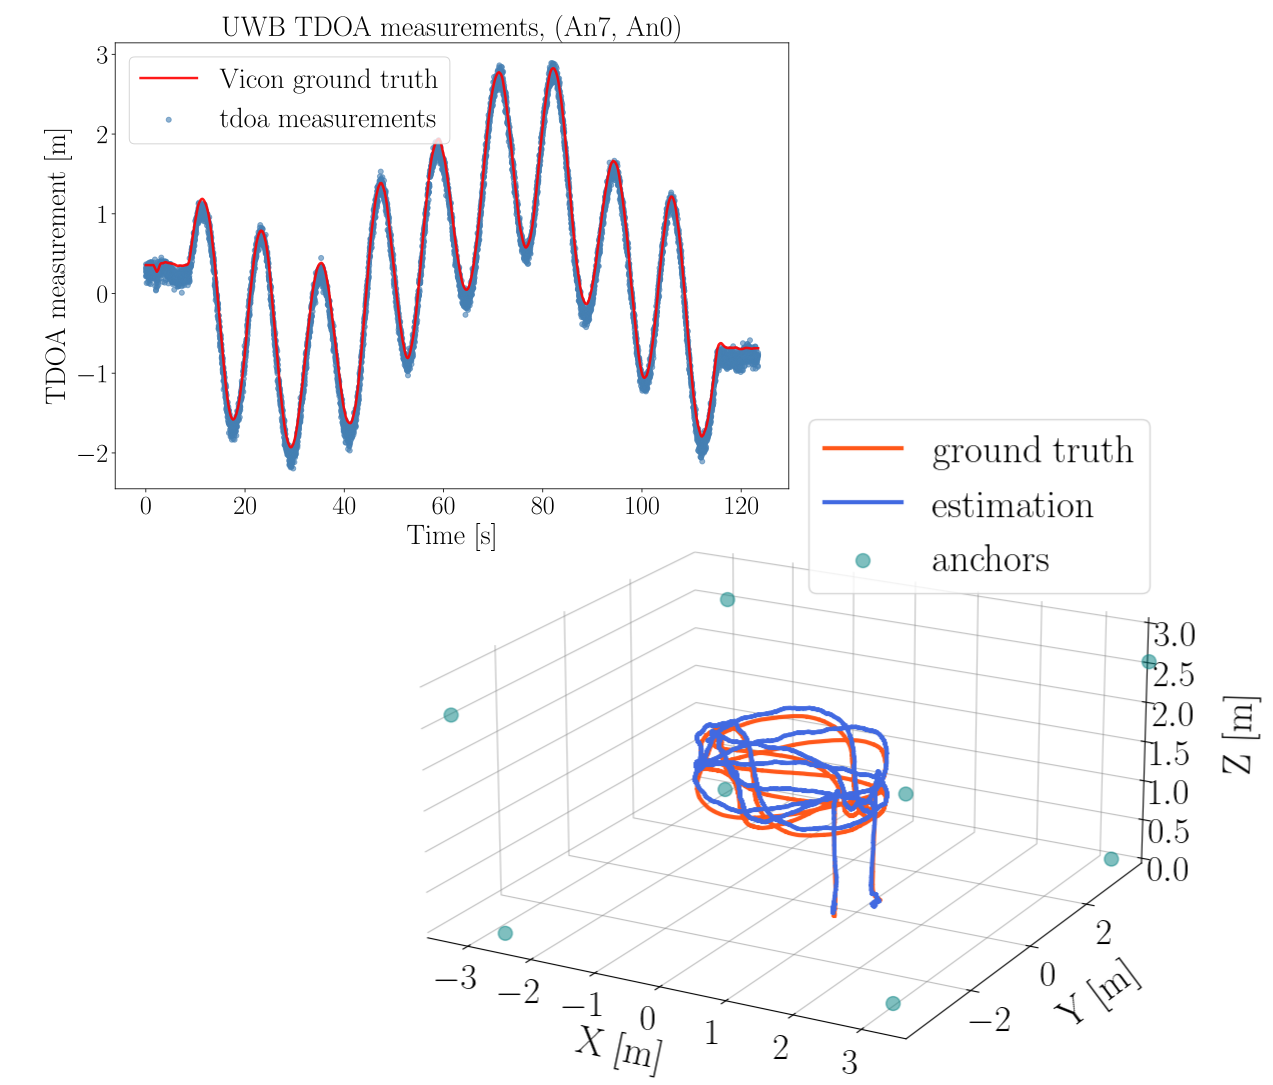 UWB TDOA measurements, (An7, An0)
Vicon ground truth
tdoa measurements
TDOA measurement [m]
3
2
1
0
−1
−2
0 20 40 60 80 100 120
Time [s]
ground truth
estimation
anchors
3.0
2.5
2.0
1.5
1.0
0.5
0.0
Z [m]
2
0
−2
Y [m]
−3 −2 −1 0 1 2 3
X [m]